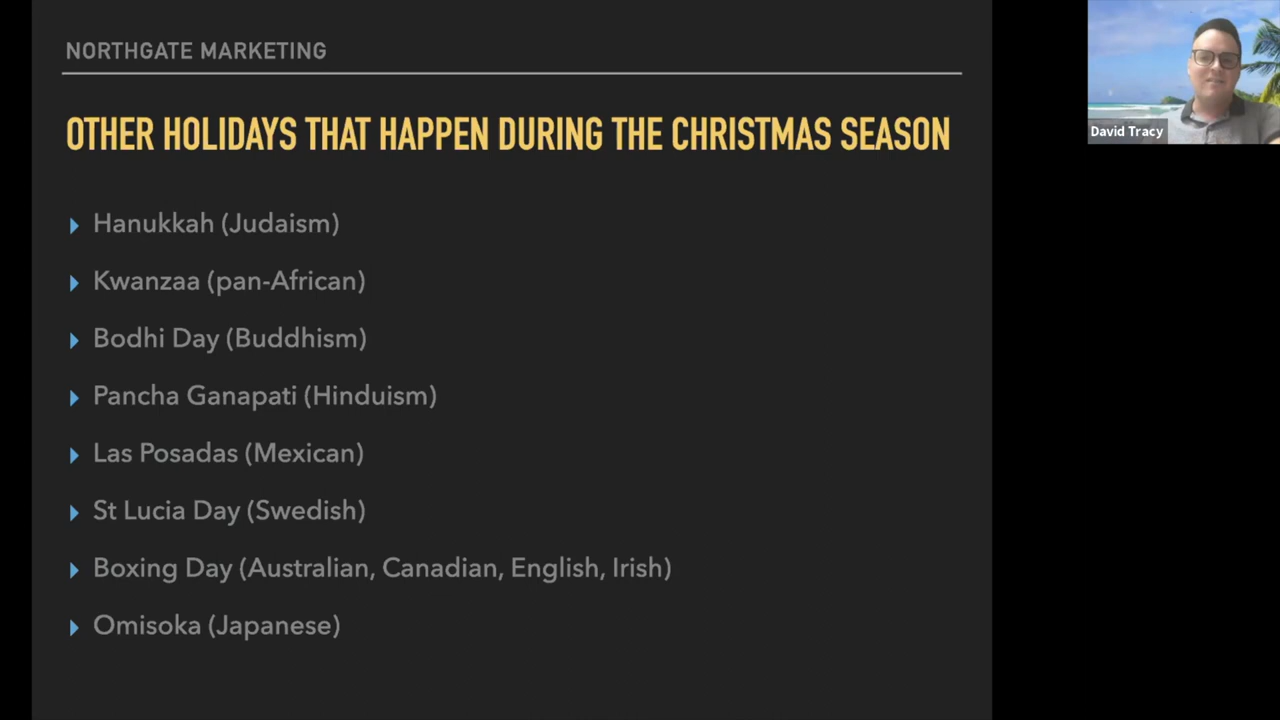 NORTHGATE MARKETING
OTHER HOLIDAYS THAT HAPPEN DURING THE CHRISTMAS SEASON
Hanukkah (Judaism)
Kwanzaa (pan-African)
Bodhi Day (Buddhism)
Pancha Ganapati (Hinduism)
Las Posadas (Mexican)
St Lucia Day (Swedish)
Boxing Day (Australian, Canadian, English, Irish)
Omisoka (Japanese)
David Tracy